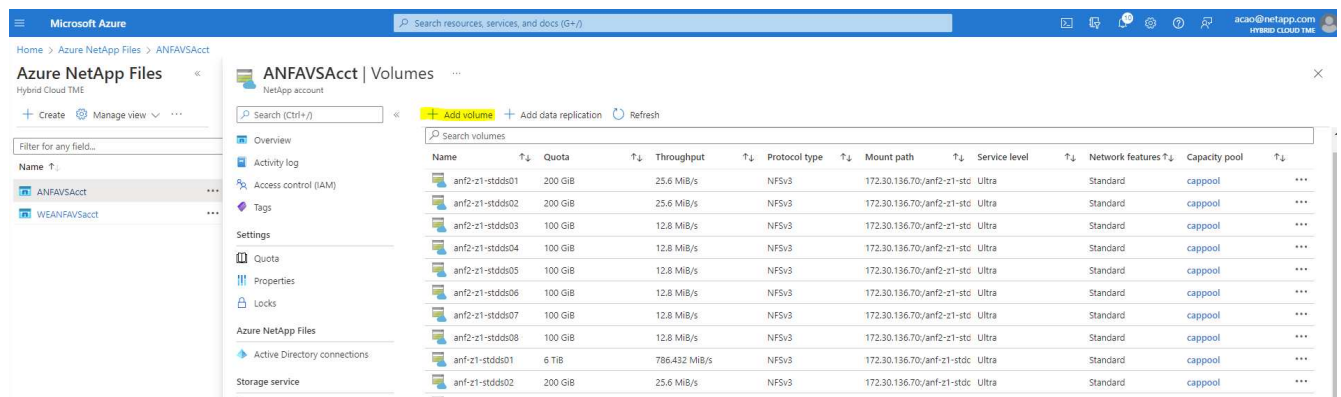 Microsoft Azure
Search resources, services, and docs (G+/)
10
acao@netapp.com
HYBRID CLOUD TME
Home > Azure NetApp Files > ANFAVSAcct
Azure NetApp Files «
Hybrid Cloud TME
+ Create Manage view ···
Filter for any field...
Name ↑↓
ANFAVSAcct ···
WEANFAVSacct ···
ANFAVSAcct | Volumes ···
NetApp account
Search (Ctrl+/) «
Overview
Activity log
Access control (IAM)
Tags
Settings
Quota
Properties
Locks
Azure NetApp Files
Active Directory connections
Storage service
+ Add volume + Add data replication Refresh
Search volumes
Name ↑↓ Quota ↑↓ Throughput ↑↓ Protocol type ↑↓ Mount path ↑↓ Service level ↑↓ Network features ↑↓ Capacity pool ↑↓
anf2-z1-stdds01 200 GiB 25.6 MiB/s NFSv3 172.30.136.70:/anf2-z1-std Ultra Standard cappool ···
anf2-z1-stdds02 200 GiB 25.6 MiB/s NFSv3 172.30.136.70:/anf2-z1-std Ultra Standard cappool ···
anf2-z1-stdds03 100 GiB 12.8 MiB/s NFSv3 172.30.136.70:/anf2-z1-std Ultra Standard cappool ···
anf2-z1-stdds04 100 GiB 12.8 MiB/s NFSv3 172.30.136.70:/anf2-z1-std Ultra Standard cappool ···
anf2-z1-stdds05 100 GiB 12.8 MiB/s NFSv3 172.30.136.70:/anf2-z1-std Ultra Standard cappool ···
anf2-z1-stdds06 100 GiB 12.8 MiB/s NFSv3 172.30.136.70:/anf2-z1-std Ultra Standard cappool ···
anf2-z1-stdds07 100 GiB 12.8 MiB/s NFSv3 172.30.136.70:/anf2-z1-std Ultra Standard cappool ···
anf2-z1-stdds08 100 GiB 12.8 MiB/s NFSv3 172.30.136.70:/anf2-z1-std Ultra Standard cappool ···
anf-z1-stdds01 6 TiB 786.432 MiB/s NFSv3 172.30.136.70:/anf-z1-stdc Ultra Standard cappool ···
anf-z1-stdds02 200 GiB 25.6 MiB/s NFSv3 172.30.136.70:/anf-z1-stdc Ultra Standard cappool ···